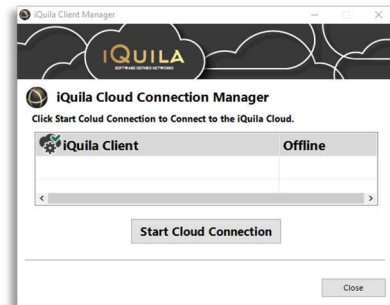 iQuila Client Manager
iQUILA
SOFTWARE DEFINED NETWORKS
iQuila Cloud Connection Manager
Click Start Colud Connection to Connect to the iQuila Cloud.
iQuila Client Offline
Start Cloud Connection
Close